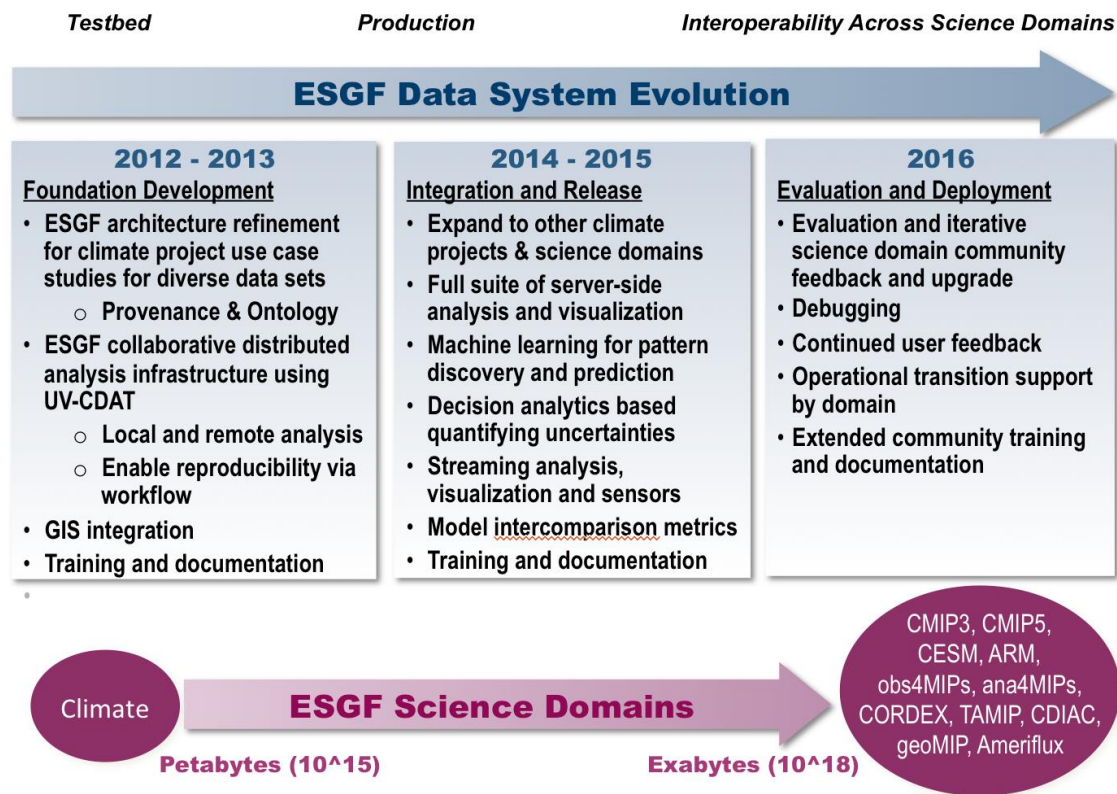 Testbed
Production
Interoperability Across Science Domains
ESGF Data System Evolution
2012 - 2013
Foundation Development
• ESGF architecture refinement
for climate project use case
studies for diverse data sets
o Provenance & Ontology
• ESGF collaborative distributed
analysis infrastructure using
UV-CDAT
o Local and remote analysis
o Enable reproducibility via
workflow
• GIS integration
• Training and documentation
•
2014 - 2015
Integration and Release
• Expand to other climate
projects & science domains
• Full suite of server-side
analysis and visualization
• Machine learning for pattern
discovery and prediction
• Decision analytics based
quantifying uncertainties
• Streaming analysis,
visualization and sensors
• Model intercomparison metrics
• Training and documentation
2016
Evaluation and Deployment
• Evaluation and iterative
science domain community
feedback and upgrade
• Debugging
• Continued user feedback
• Operational transition support
by domain
• Extended community training
and documentation
Climate
ESGF Science Domains
Petabytes (10^15)
Exabytes (10^18)
CMIP3, CMIP5,
CESM, ARM,
obs4MIPs, ana4MIPs,
CORDEX, TAMIP, CDIAC,
geoMIP, Ameriflux